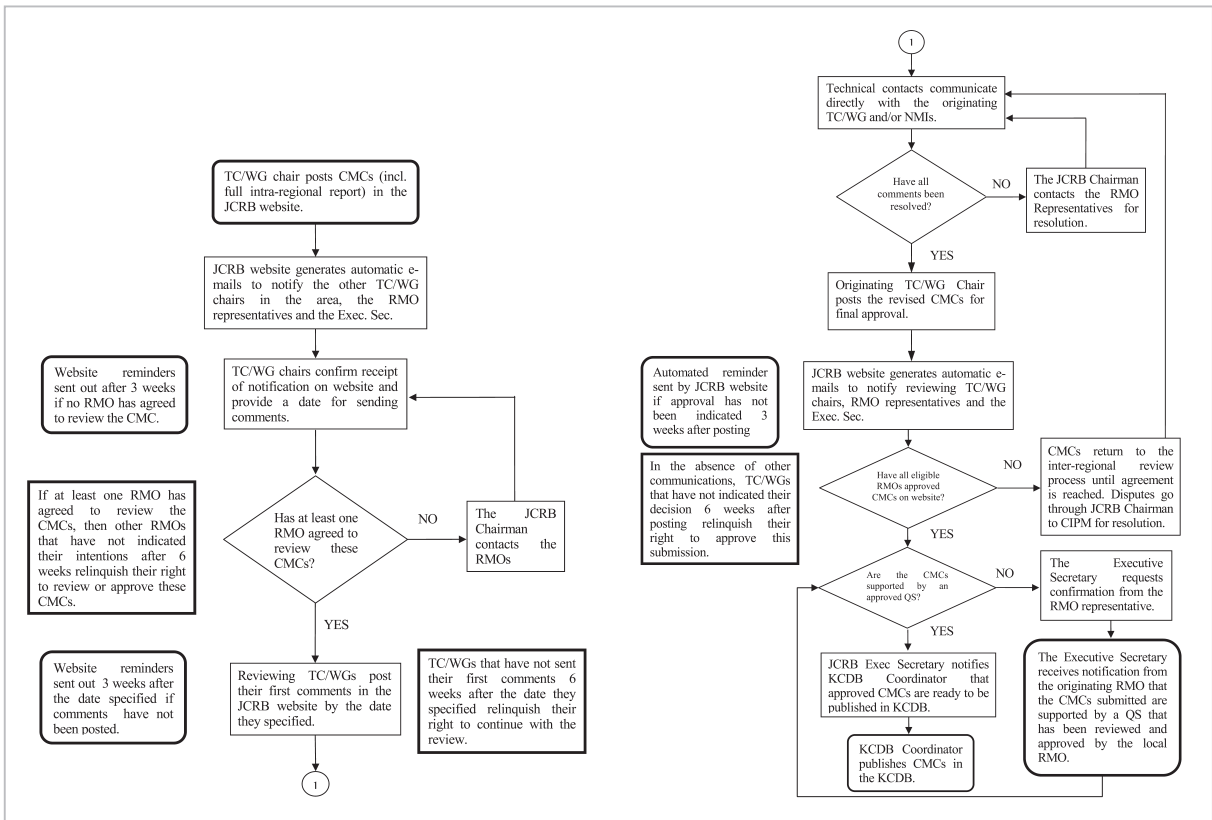 TC/WG chair posts CMCs (incl.
full intra-regional report) in the
JCRB website.
JCRB website generates automatic e-
mails to notify the other TC/WG
chairs in the area, the RMO
representatives and the Exec. Sec.
Website reminders
sent out after 3 weeks
if no RMO has agreed
to review the CMC.
TC/WG chairs confirm receipt
of notification on website and
provide a date for sending
comments.
If at least one RMO has
agreed to review the
CMCs, then other RMOs
that have not indicated
their intentions after 6
weeks relinquish their right
to review or approve these
CMCs.
Has at least one
RMO agreed to
review these
CMCs?
NO
The JCRB
Chairman
contacts the
RMOs
YES
Website reminders
sent out 3 weeks after
the date specified if
comments have not
been posted.
Reviewing TC/WGs post
their first comments in the
JCRB website by the date
they specified.
TC/WGs that have not sent
their first comments 6
weeks after the date they
specified relinquish their
right to continue with the
review.
1
1
Technical contacts communicate
directly with the originating
TC/WG and/or NMIs.
Have all
comments been
resolved?
NO
The JCRB Chairman
contacts the RMO
Representatives for
resolution.
YES
Originating TC/WG Chair
posts the revised CMCs for
final approval.
Automated reminder
sent by JCRB website
if approval has not
been indicated 3
weeks after posting
JCRB website generates automatic e-
mails to notify reviewing TC/WG
chairs, RMO representatives and the
Exec. Sec.
In the absence of other
communications, TC/WGs
that have not indicated their
decision 6 weeks after
posting relinquish their
right to approve this
submission.
Have all eligible
RMOs approved
CMCs on website?
NO
CMCs return to the
inter-regional review
process until agreement
is reached. Disputes go
through JCRB Chairman
to CIPM for resolution.
YES
Are the CMCs
supported by an
approved QS?
NO
The Executive
Secretary requests
confirmation from the
RMO representative.
YES
JCRB Exec Secretary notifies
KCDB Coordinator that
approved CMCs are ready to be
published in KCDB.
The Executive Secretary
receives notification from
the originating RMO that
the CMCs submitted are
supported by a QS that
has been reviewed and
approved by the local
RMO.
KCDB Coordinator
publishes CMCs in
the KCDB.